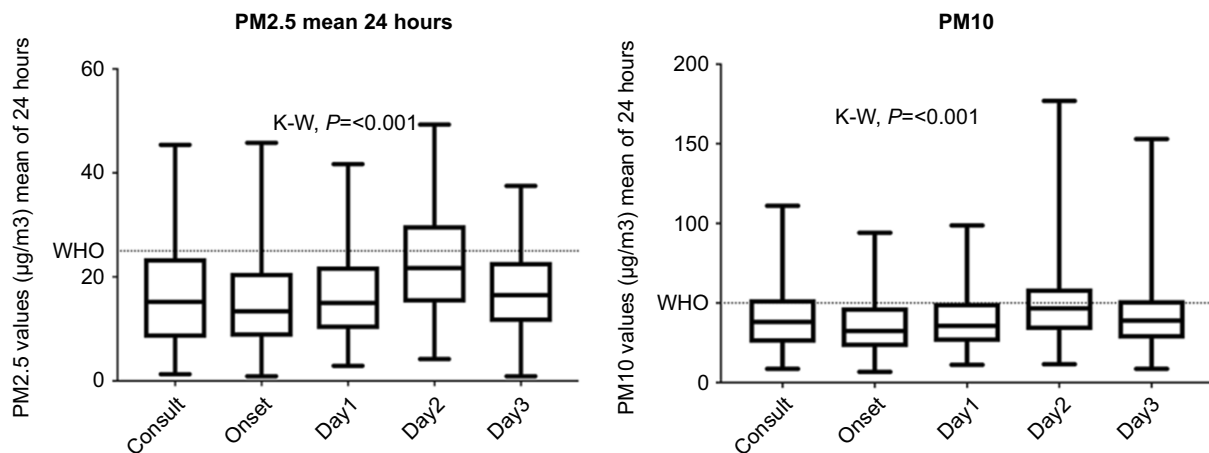 PM2.5 mean 24 hours
PM2.5 values (μg/m3) mean of 24 hours
60
40
20
0
WHO
K-W, P=<0.001
Consult
Onset
Day1
Day2
Day3
PM10
PM10 values (μg/m3) mean of 24 hours
200
150
100
50
0
WHO
K-W, P=<0.001
Consult
Onset
Day1
Day2
Day3